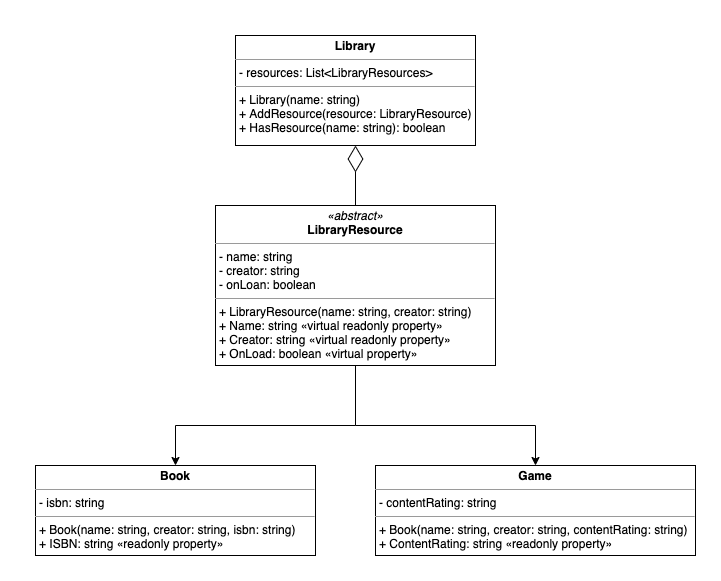 Library
- resources: List<LibraryResources>
+ Library(name: string)
+ AddResource(resource: LibraryResource)
+ HasResource(name: string): boolean
«abstract»
LibraryResource
- name: string
- creator: string
- onLoan: boolean
+ LibraryResource(name: string, creator: string)
+ Name: string «virtual readonly property»
+ Creator: string «virtual readonly property»
+ OnLoad: boolean «virtual property»
Book
- isbn: string
+ Book(name: string, creator: string, isbn: string)
+ ISBN: string «readonly property»
Game
- contentRating: string
+ Book(name: string, creator: string, contentRating: string)
+ ContentRating: string «readonly property»